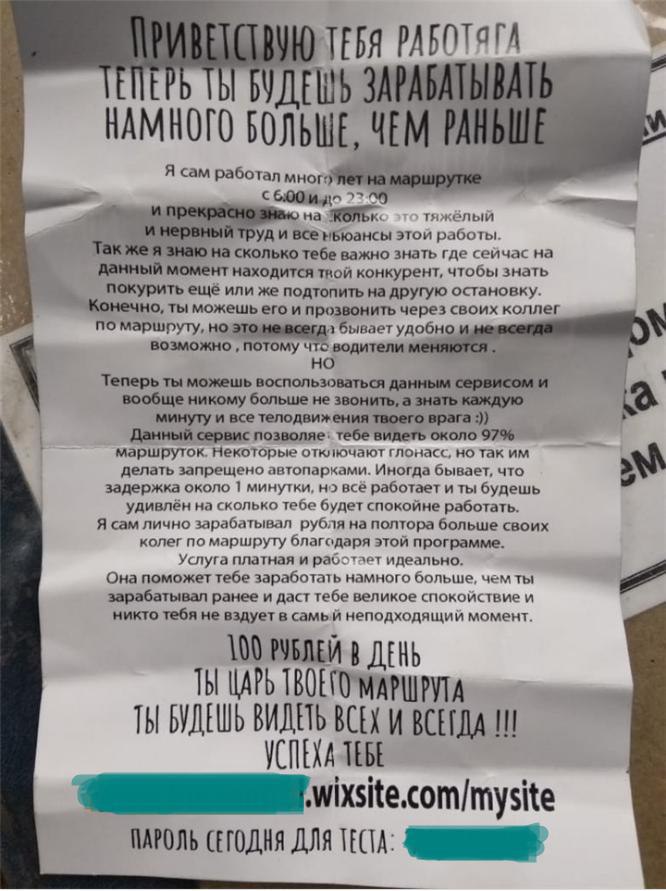 ПРИВЕТСТВУЮ ТЕБЯ РАБОТЯГА
ТЕПЕРЬ ТЫ БУДЕШЬ ЗАРАБАТЫВАТЬ
НАМНОГО БОЛЬШЕ, ЧЕМ РАНЬШЕ
Я сам работал много лет на маршрутке
с 6:00 и до 23:00
и прекрасно знаю на сколько это тяжёлый
и нервный труд и все ньюансы этой работы.
Так же я знаю на сколько тебе важно знать где сейчас на
данный момент находится твой конкурент, чтобы знать
покурить ещё или же подтопить на другую остановку.
Конечно, ты можешь его и прозвонить через своих коллег
по маршруту, но это не всегда бывает удобно и не всегда
возможно , потому что водители меняются .
НО
Теперь ты можешь воспользоваться данным сервисом и
вообще никому больше не звонить, а знать каждую
минуту и все телодвижения твоего врага :))
Данный сервис позволяет тебе видеть около 97%
маршруток. Некоторые отключают глонасс, но так им
делать запрещено автопарками. Иногда бывает, что
задержка около 1 минутки, но всё работает и ты будешь
удивлён на сколько тебе будет спокойне работать.
Я сам лично зарабатывал рубля на полтора больше своих
колег по маршруту благодаря этой программе.
Услуга платная и работает идеально.
Она поможет тебе заработать намного больше, чем ты
зарабатывал ранее и даст тебе великое спокойствие и
никто тебя не вздует в самый неподходящий момент.
100 РУБЛЕЙ В ДЕНЬ
ТЫ ЦАРЬ ТВОЕГО МАРШРУТА
ТЫ БУДЕШЬ ВИДЕТЬ ВСЕХ И ВСЕГДА !!!
УСПЕХА ТЕБЕ
.wixsite.com/mysite
ПАРОЛЬ СЕГОДНЯ ДЛЯ ТЕСТА: